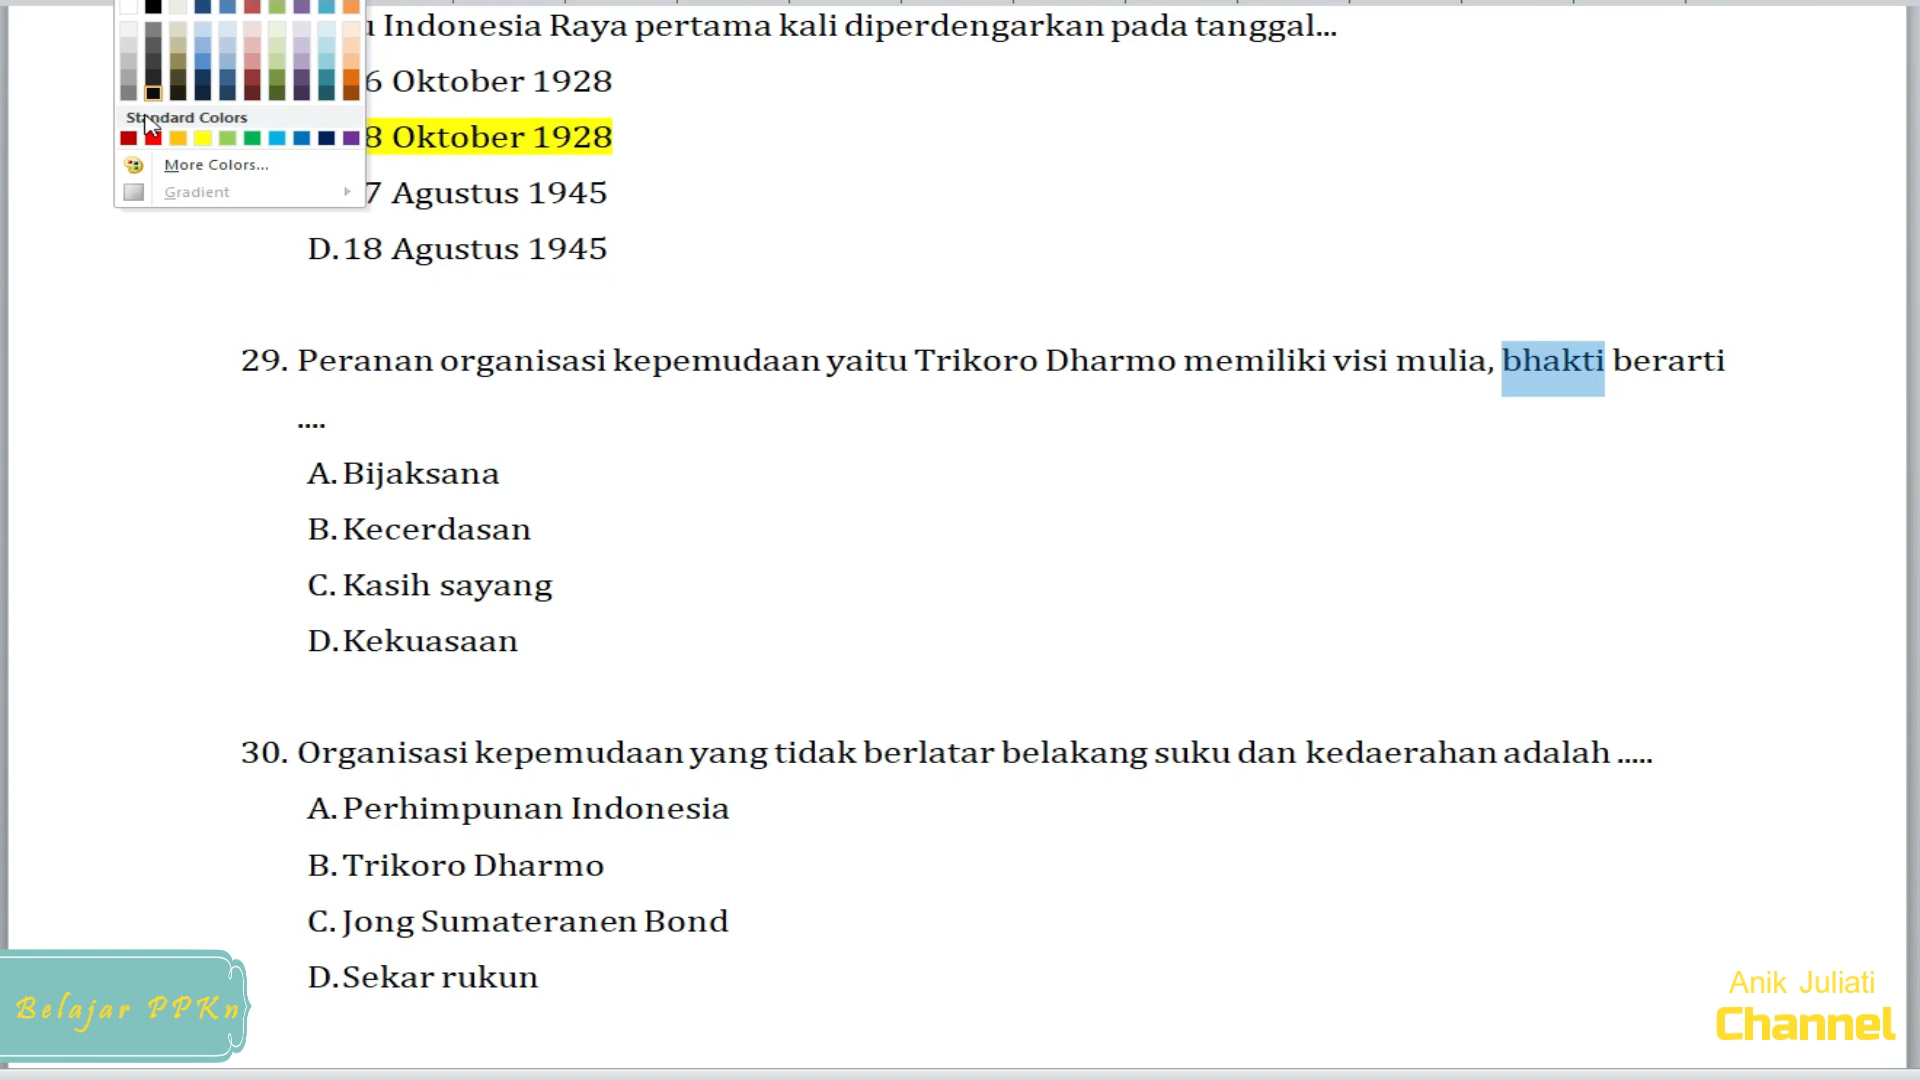 Indonesia Raya pertama kali diperdengarkan pada tanggal...
6 Oktober 1928
8 Oktober 1928
7 Agustus 1945
D. 18 Agustus 1945
Standard Colors
More Colors...
Gradient
29. Peranan organisasi kepemudaan yaitu Trikoro Dharmo memiliki visi mulia, bhakti berarti
....
A. Bijaksana
B. Kecerdasan
C. Kasih sayang
D. Kekuasaan
30. Organisasi kepemudaan yang tidak berlatar belakang suku dan kedaerahan adalah .....
A. Perhimpunan Indonesia
B. Trikoro Dharmo
C. Jong Sumateranen Bond
D. Sekar rukun
Belajar PPKn
Anik Juliati
Channel